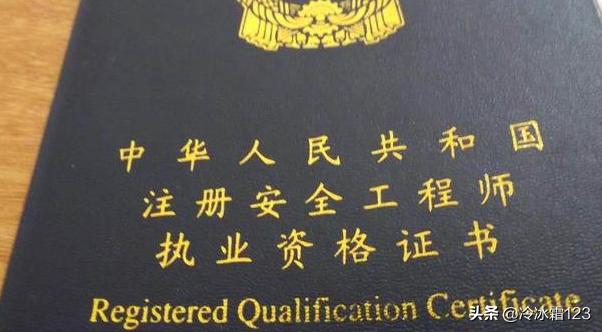 中华人民共和国
注册安全工程师
执业资格证书
Registered Qualification Certificate
头条 @冷冰霜123